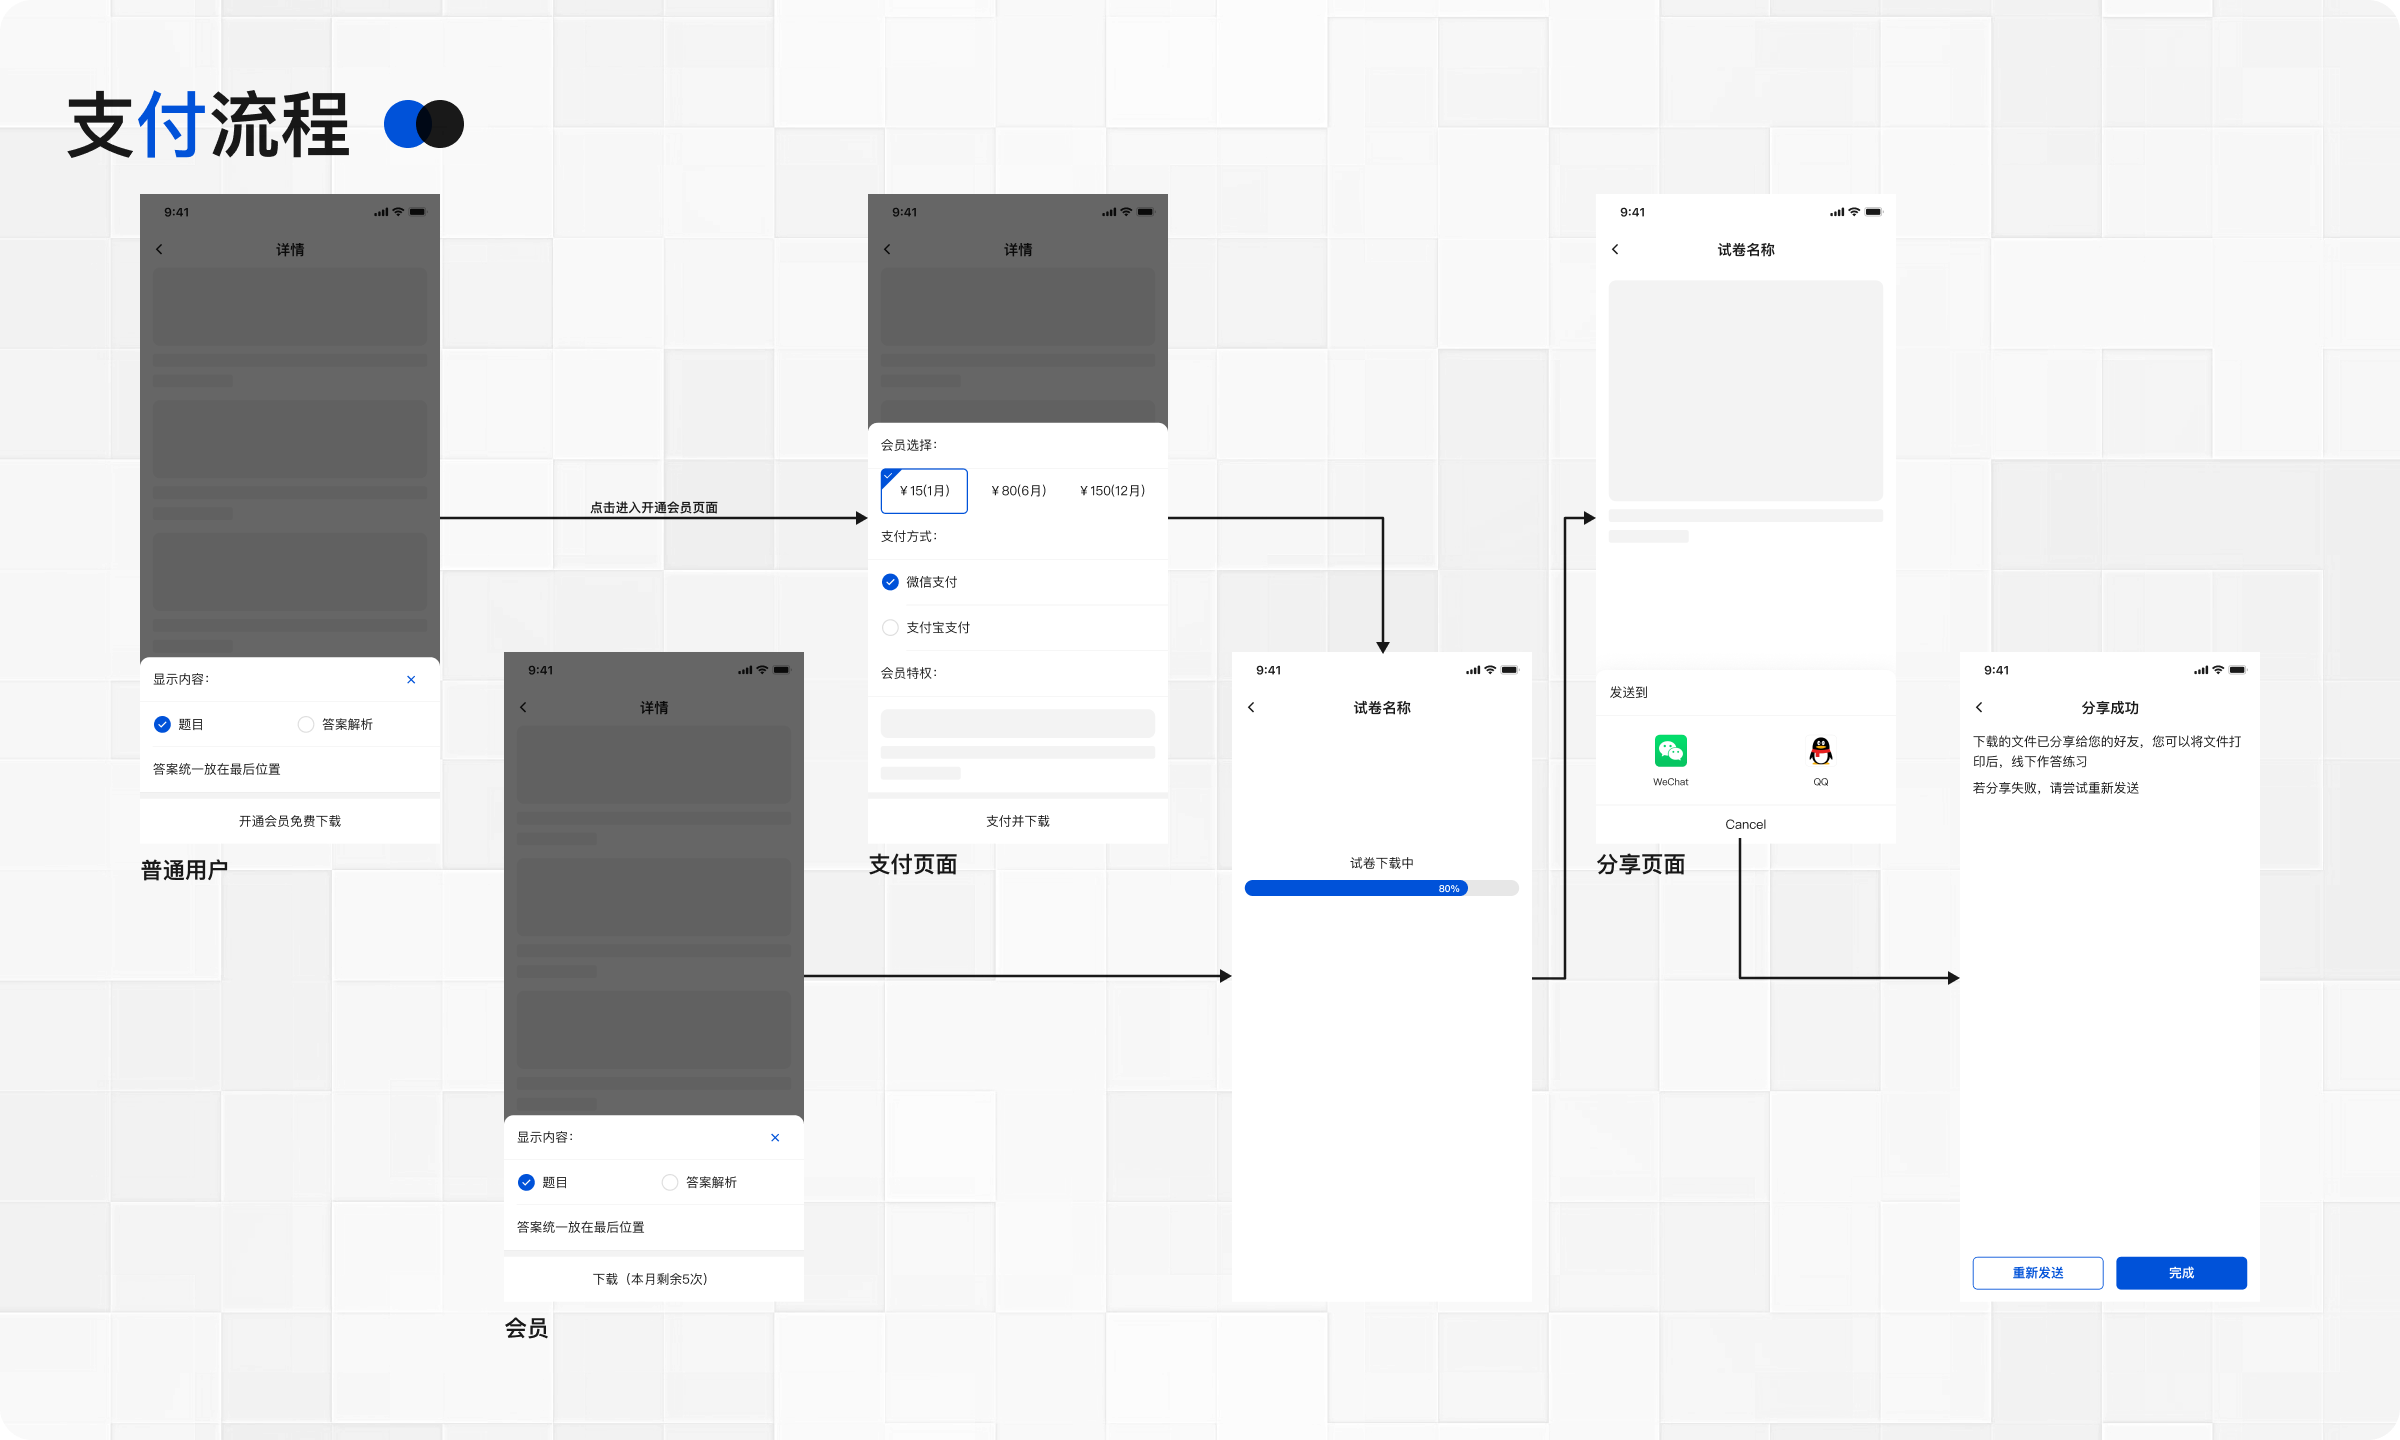 支付流程
9:41
详情
显示内容：
题目
答案解析
答案统一放在最后位置
开通会员免费下载
普通用户
点击进入开通会员页面
9:41
详情
显示内容：
题目
答案解析
答案统一放在最后位置
下载（本月剩余5次）
会员
9:41
详情
会员选择：
¥15(1月)
¥80(6月)
¥150(12月)
支付方式：
微信支付
支付宝支付
会员特权：
支付并下载
支付页面
9:41
试卷名称
试卷下载中
80%
9:41
试卷名称
发送到
WeChat
QQ
Cancel
分享页面
9:41
分享成功
下载的文件已分享给您的好友，您可以将文件打
印后，线下作答练习
若分享失败，请尝试重新发送
重新发送
完成